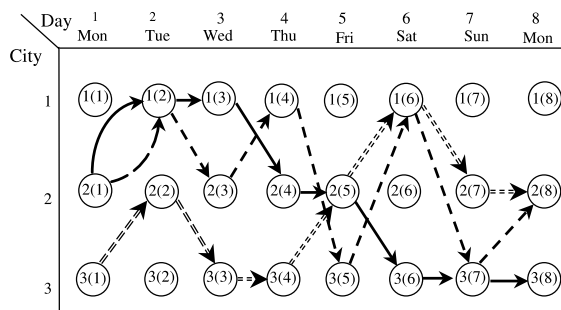 Day 1 2 3 4 5 6 7 8
Mon Tue Wed Thu Fri Sat Sun Mon
City
1 1(1) 1(2) 1(3) 1(4) 1(5) 1(6) 1(7) 1(8)
2 2(1) 2(2) 2(3) 2(4) 2(5) 2(6) 2(7) 2(8)
3 3(1) 3(2) 3(3) 3(4) 3(5) 3(6) 3(7) 3(8)